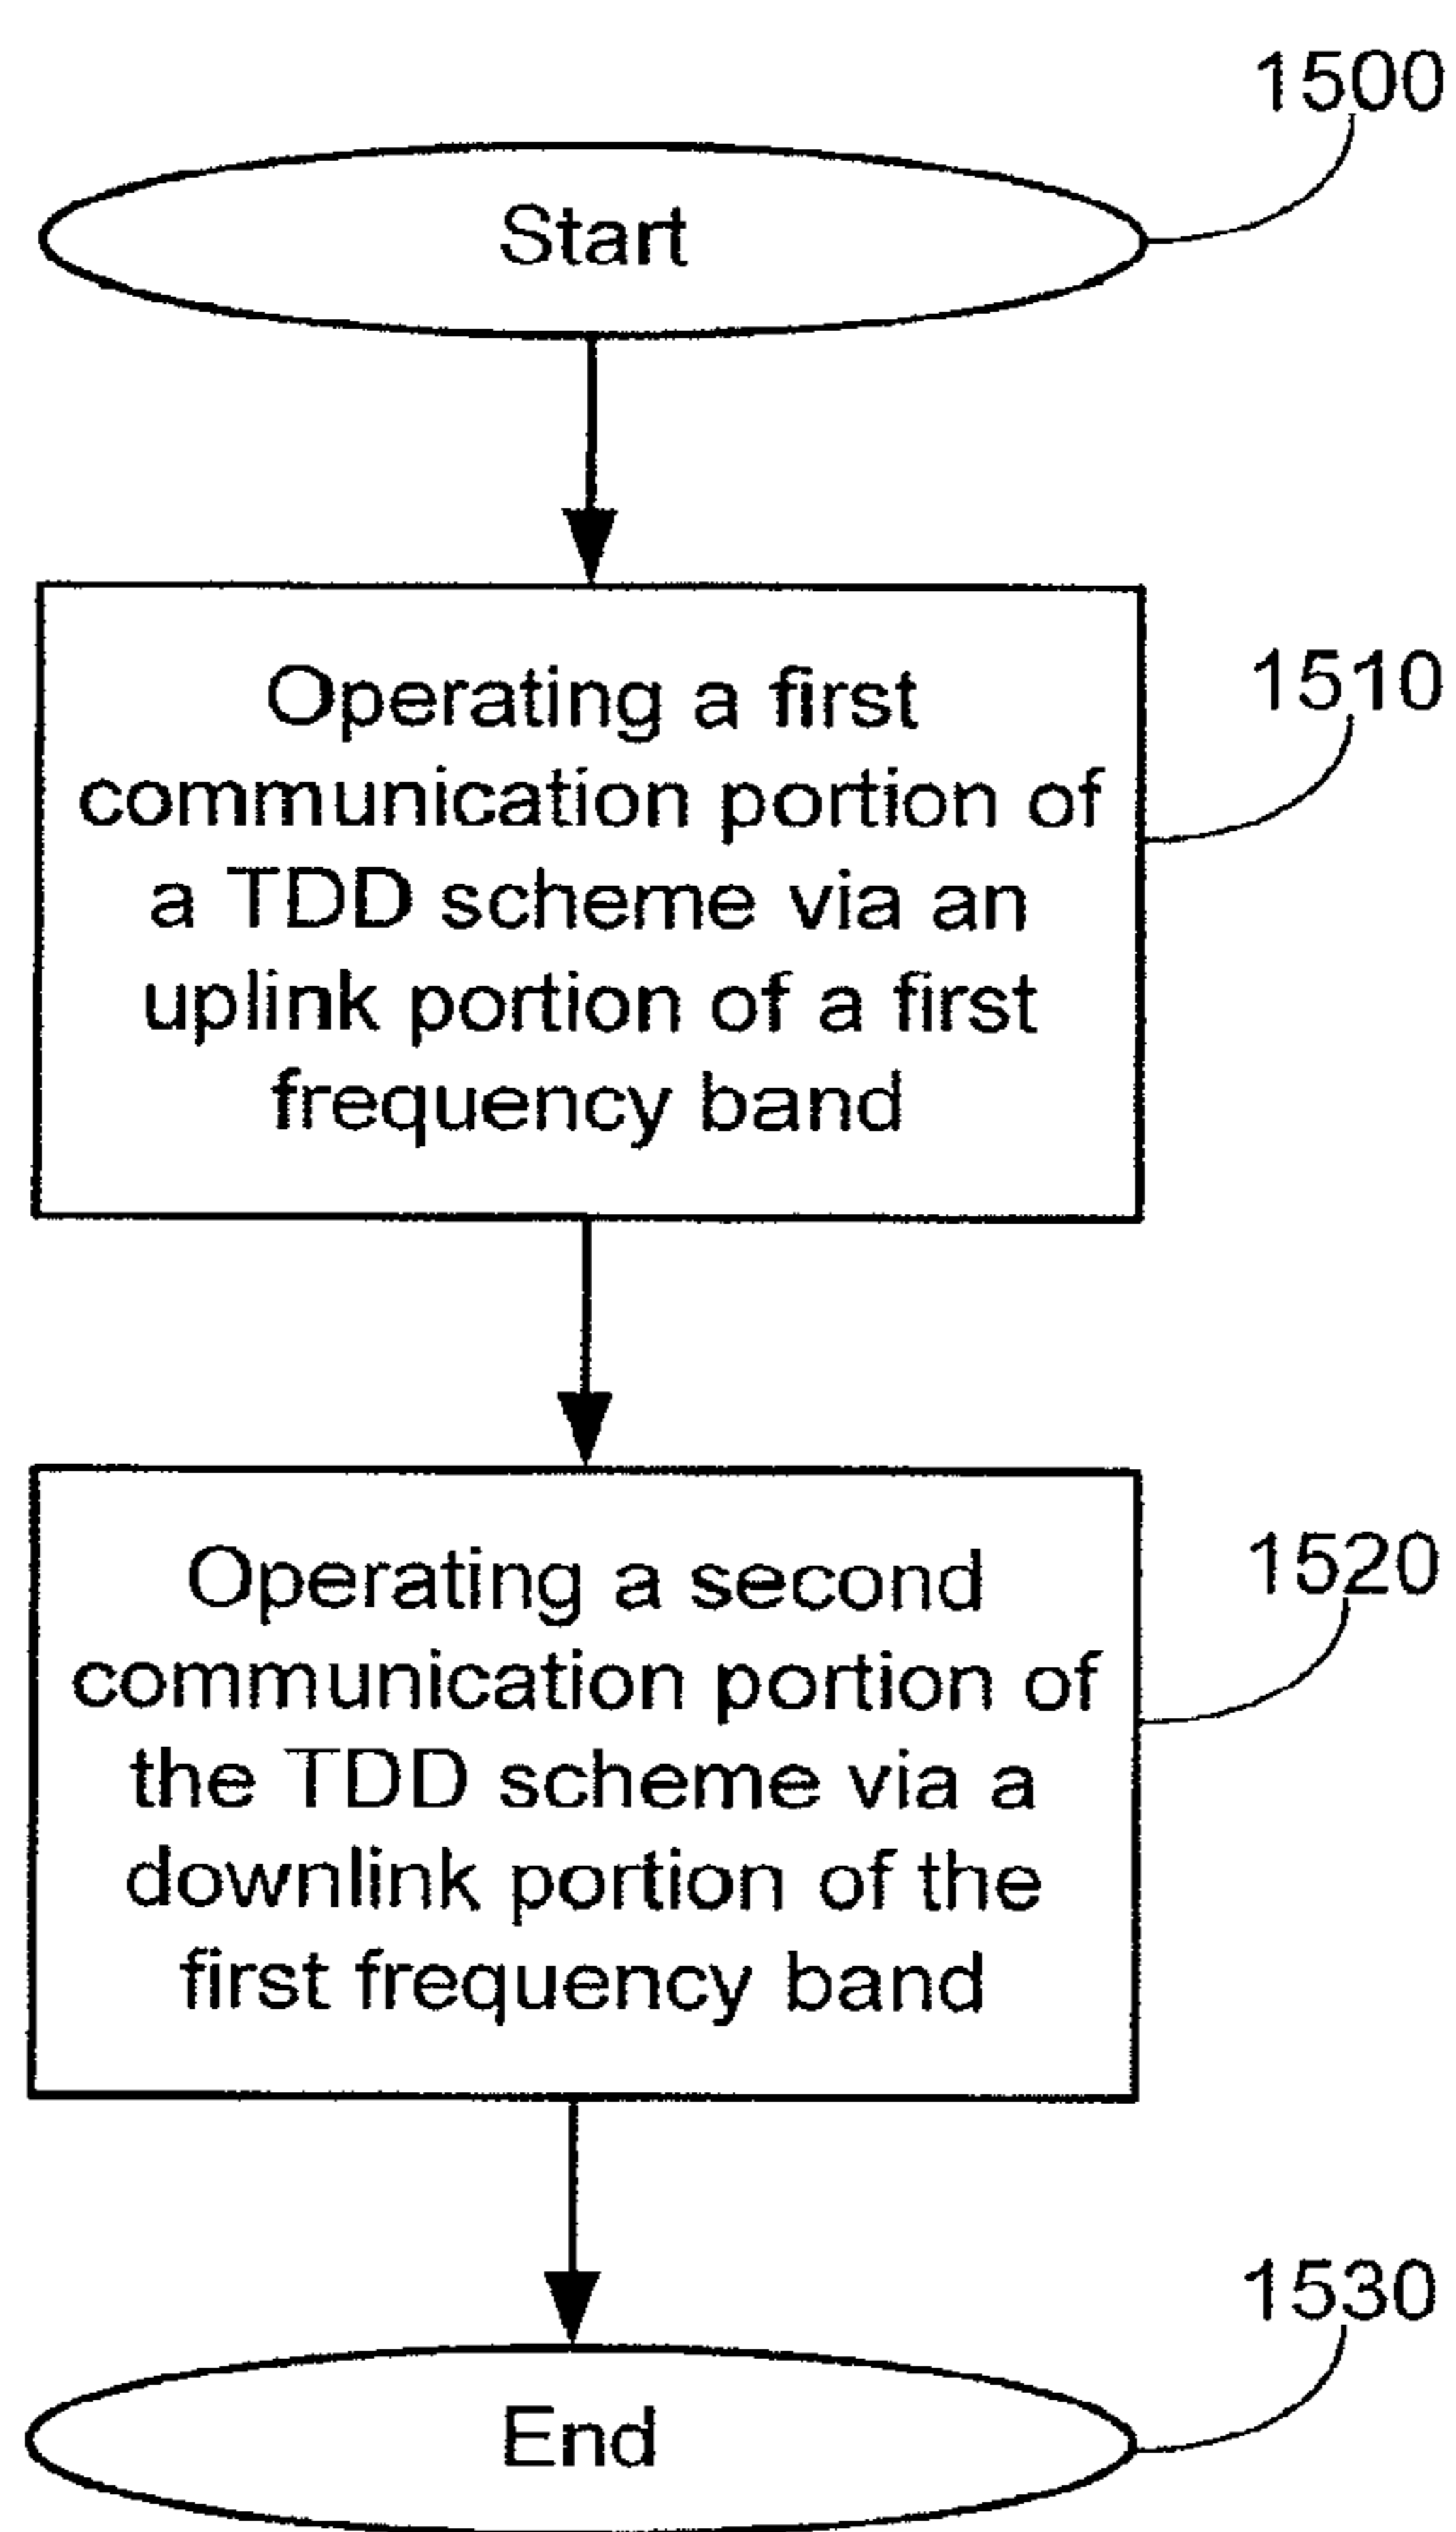 1500
Start
Operating a first
1510
communication portion of
a TDD scheme via an
uplink portion of a first
frequency band
Operating a second
1520
communication portion of
the TDD scheme via a
downlink portion of the
first frequency band
1530
End